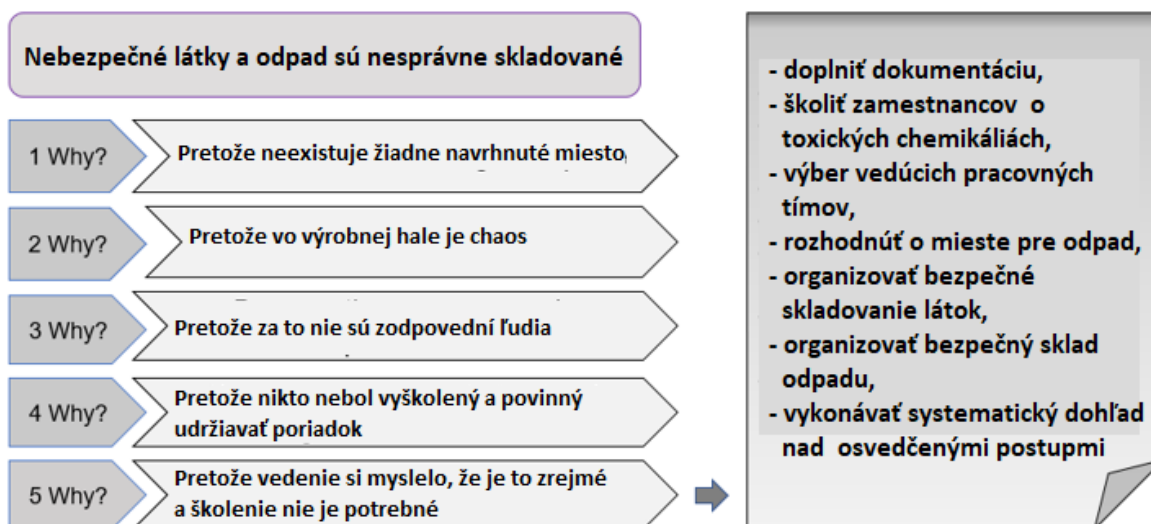 Nebezpečné látky a odpad sú nesprávne skladované
1 Why?
Pretože neexistuje žiadne navrhnuté miesto,
2 Why?
Pretože vo výrobnej hale je chaos
3 Why?
Pretože za to nie sú zodpovední ľudia
4 Why?
Pretože nikto nebol vyškolený a povinný
udržiavať poriadok
5 Why?
Pretože vedenie si myslelo, že je to zrejmé
a školenie nie je potrebné
- doplniť dokumentáciu,
- školiť zamestnancov o
toxických chemikáliách,
- výber vedúcich pracovných
tímov,
- rozhodnúť o mieste pre odpad,
- organizovať bezpečné
skladovanie látok,
- organizovať bezpečný sklad
odpadu,
- vykonávať systematický dohľad
nad osvedčenými postupmi